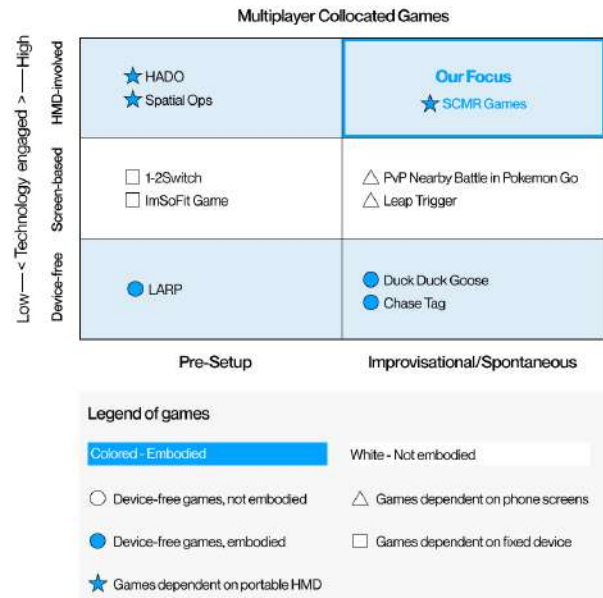 Multiplayer Collocated Games
Low — < Technology engaged > — High
HMD-involved
HADO
Spatial Ops
Our Focus
SCMR Games
Screen-based
1-2Switch
ImSoFit Game
PvP Nearby Battle in Pokemon Go
Leap Trigger
Device-free
LARP
Duck Duck Goose
Chase Tag
Pre-Setup
Improvisational/Spontaneous
Legend of games
Colored - Embodied
White - Not embodied
Device-free games, not embodied
Games dependent on phone screens
Device-free games, embodied
Games dependent on fixed device
Games dependent on portable HMD